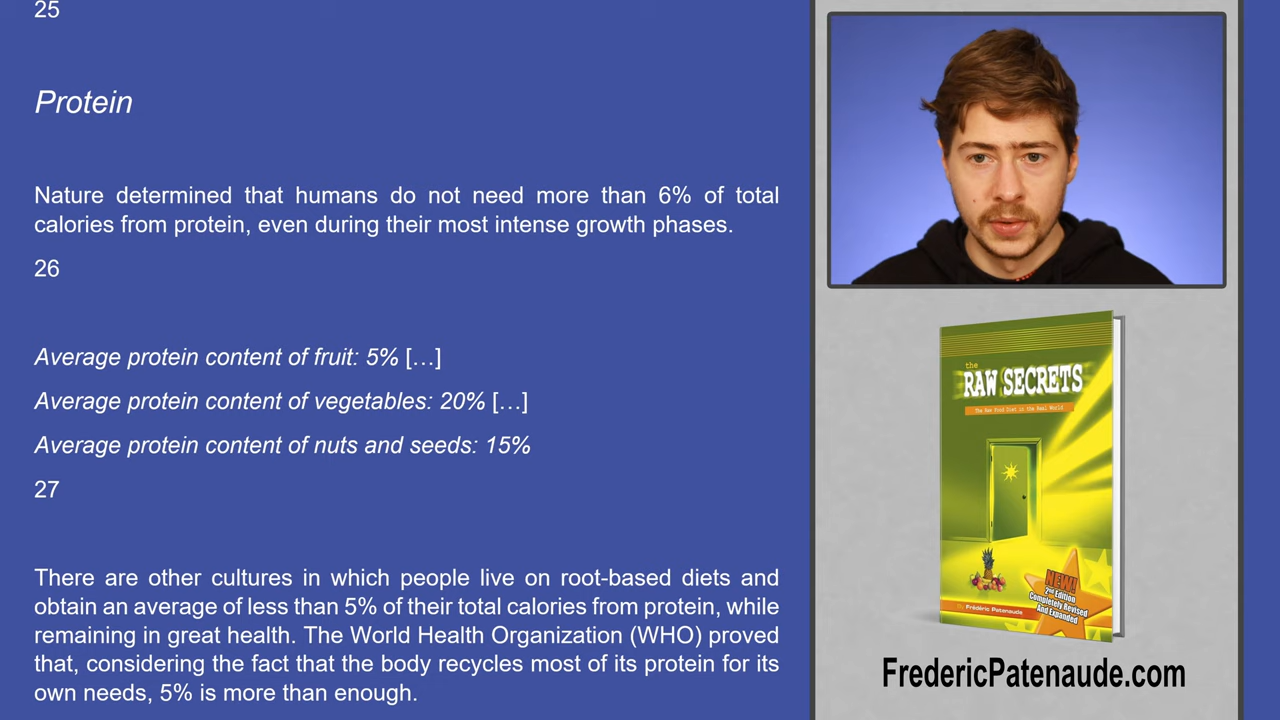 25
Protein
Nature determined that humans do not need more than 6% of total
calories from protein, even during their most intense growth phases.
26
Average protein content of fruit: 5% […]
Average protein content of vegetables: 20% […]
Average protein content of nuts and seeds: 15%
27
There are other cultures in which people live on root-based diets and
obtain an average of less than 5% of their total calories from protein, while
remaining in great health. The World Health Organization (WHO) proved
that, considering the fact that the body recycles most of its protein for its
own needs, 5% is more than enough.
the
RAW SECRETS
The Raw Food Diet in the Real World
NEW!
2nd Edition
Completely Revised
And Expanded
By Frédéric Patenaude
FredericPatenaude.com